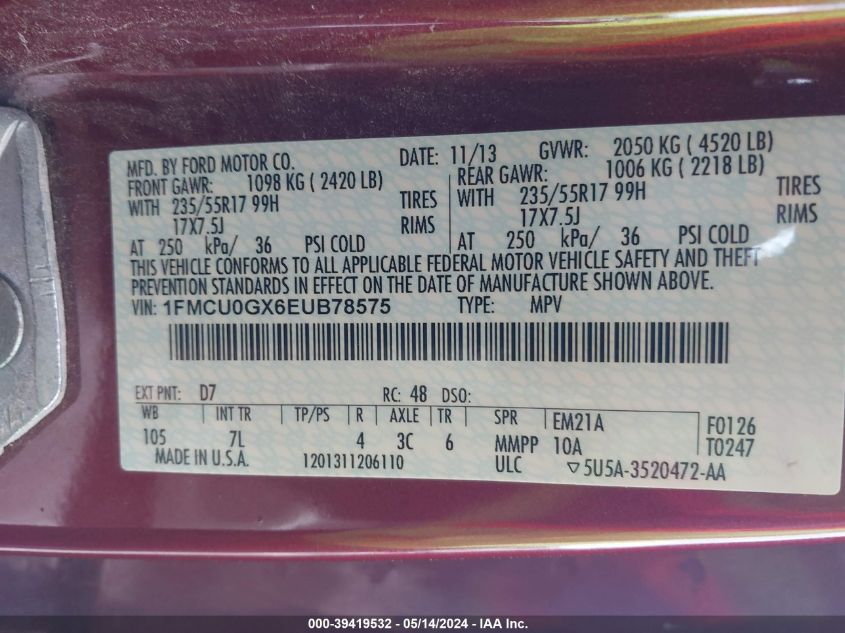 MFD. BY FORD MOTOR CO. DATE: 11/13 GVWR: 2050 KG ( 4520 LB)
FRONT GAWR: 1098 KG ( 2420 LB) REAR GAWR: 1006 KG ( 2218 LB)
WITH 235/55R17 99H TIRES WITH 235/55R17 99H TIRES
17X7.5J RIMS 17X7.5J RIMS
AT 250 kPa/ 36 PSI COLD AT 250 kPa/ 36 PSI COLD
THIS VEHICLE CONFORMS TO ALL APPLICABLE FEDERAL MOTOR VEHICLE SAFETY AND THEFT
PREVENTION STANDARDS IN EFFECT ON THE DATE OF MANUFACTURE SHOWN ABOVE.
VIN: 1FMCU0GX6EUB78575 TYPE: MPV
EXT PNT: D7 RC: 48 DSO:
WB INT TR TP/PS R AXLE TR SPR EM21A F0126
105 7L 4 3C 6 MMPP 10A T0247
MADE IN U.S.A. 1201311206110 ULC ▽5U5A-3520472-AA
000-39419532 - 05/14/2024 - IAA Inc.